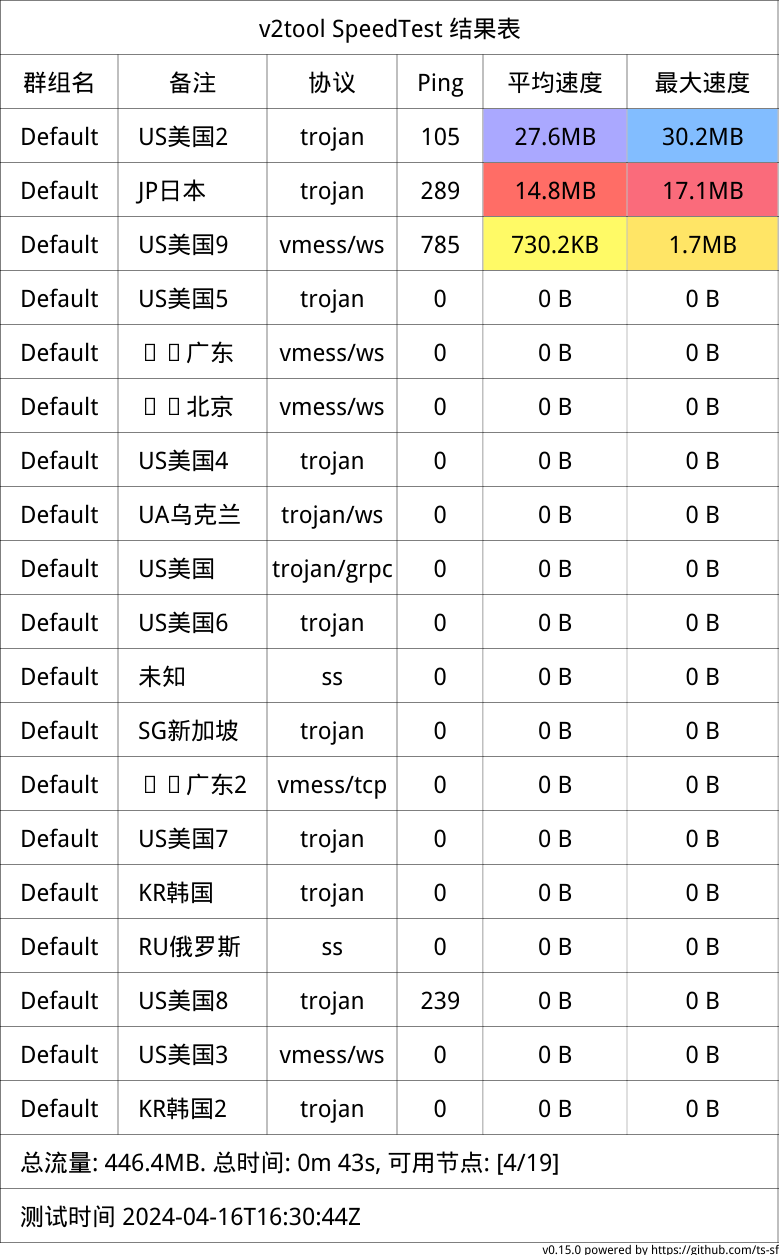 v2tool SpeedTest 结果表
群组名 备注 协议 Ping 平均速度 最大速度
Default US美国2 trojan 105 27.6MB 30.2MB
Default JP日本 trojan 289 14.8MB 17.1MB
Default US美国9 vmess/ws 785 730.2KB 1.7MB
Default US美国5 trojan 0 0 B 0 B
Default 广东 vmess/ws 0 0 B 0 B
Default 北京 vmess/ws 0 0 B 0 B
Default US美国4 trojan 0 0 B 0 B
Default UA乌克兰 trojan/ws 0 0 B 0 B
Default US美国 trojan/grpc 0 0 B 0 B
Default US美国6 trojan 0 0 B 0 B
Default 未知 ss 0 0 B 0 B
Default SG新加坡 trojan 0 0 B 0 B
Default 广东2 vmess/tcp 0 0 B 0 B
Default US美国7 trojan 0 0 B 0 B
Default KR韩国 trojan 0 0 B 0 B
Default RU俄罗斯 ss 0 0 B 0 B
Default US美国8 trojan 239 0 B 0 B
Default US美国3 vmess/ws 0 0 B 0 B
Default KR韩国2 trojan 0 0 B 0 B
总流量: 446.4MB. 总时间: 0m 43s, 可用节点: [4/19]
测试时间 2024-04-16T16:30:44Z
v0.15.0 powered by https://github.com/ts-sf